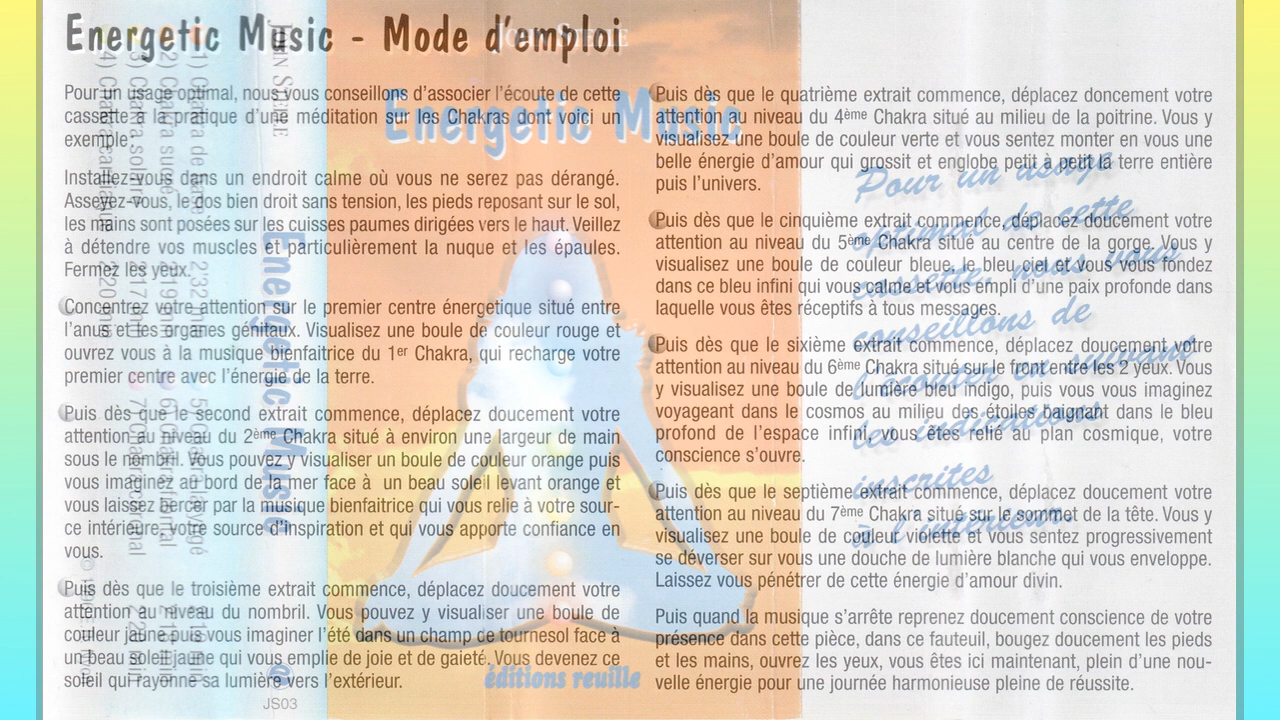 Energetic Music - Mode d'emploi
Pour un usage optimal, nous vous conseillons d'associer l'écoute de cette
cassette à la pratique d'une méditation sur les Chakras dont voici un
exemple:
Installez-vous dans un endroit calme où vous ne serez pas dérangé.
Asseyez-vous, le dos bien droit sans tension, les pieds reposant sur le sol,
les mains sont posées sur les cuisses paumes dirigées vers le haut. Veillez
à détendre vos muscles et particulièrement la nuque et les épaules.
Fermez les yeux.
Concentrez votre attention sur le premier centre énergetique situé entre
l'anus et les organes génitaux. Visualisez une boule de couleur rouge et
ouvrez vous à la musique bienfaitrice du 1er Chakra, qui recharge votre
premier centre avec l'énergie de la terre.
Puis dès que le second extrait commence, déplacez doucement votre
attention au niveau du 2ème Chakra situé à environ une largeur de main
sous le nombril. Vous pouvez y visualiser un boule de couleur orange puis
vous imaginez au bord de la mer face à un beau soleil levant orange et
vous laissez bercer par la musique bienfaitrice qui vous relie à votre sour-
ce intérieure, votre source d'inspiration et qui vous apporte confiance en
vous.
Puis dès que le troisième extrait commence, déplacez doucement votre
attention au niveau du nombril. Vous pouvez y visualiser une boule de
couleur jaune puis vous imaginer l'été dans un champ de tournesol face à
un beau soleil jaune qui vous emplie de joie et de gaieté. Vous devenez ce
soleil qui rayonne sa lumière vers l'extérieur.
Puis dès que le quatrième extrait commence, déplacez doncement votre
attention au niveau du 4ème Chakra situé au milieu de la poitrine. Vous y
visualisez une boule de couleur verte et vous sentez monter en vous une
belle énergie d'amour qui grossit et englobe petit à petit la terre entière
puis l'univers.
Puis dès que le cinquième extrait commence, déplacez doucement votre
attention au niveau du 5ème Chakra situé au centre de la gorge. Vous y
visualisez une boule de couleur bleue, le bleu ciel et vous vous fondez
dans ce bleu infini qui vous calme et vous empli d'une paix profonde dans
laquelle vous êtes réceptifs à tous messages.
Puis dès que le sixième extrait commence, déplacez doucement votre
attention au niveau du 6ème Chakra situé sur le front entre les 2 yeux. Vous
y visualisez une boule de lumière bleu indigo, puis vous vous imaginez
voyageant dans le cosmos au milieu des étoiles baignant dans le bleu
profond de l'espace infini, vous êtes relié au plan cosmique, votre
conscience s'ouvre.
Puis dès que le septième extrait commence, déplacez doucement votre
attention au niveau du 7ème Chakra situé sur le sommet de la tête. Vous y
visualisez une boule de couleur violette et vous sentez progressivement
se déverser sur vous une douche de lumière blanche qui vous enveloppe.
Laissez vous pénétrer de cette énergie d'amour divin.
Puis quand la musique s'arrête reprenez doucement conscience de votre
présence dans cette pièce, dans ce fauteuil, bougez doucement les pieds
et les mains, ouvrez les yeux, vous êtes ici maintenant, plein d'une nou-
velle énergie pour une journée harmonieuse pleine de réussite.
JOHN STEELE
Energetic Music
JS03
JOHN STEELE
Energetic Music
éditions reuille
Pour un usage
optimal de cette
cassette nous vous
conseillons de
l'écouter en suivant
les indications
inscrites
à l'intérieur.